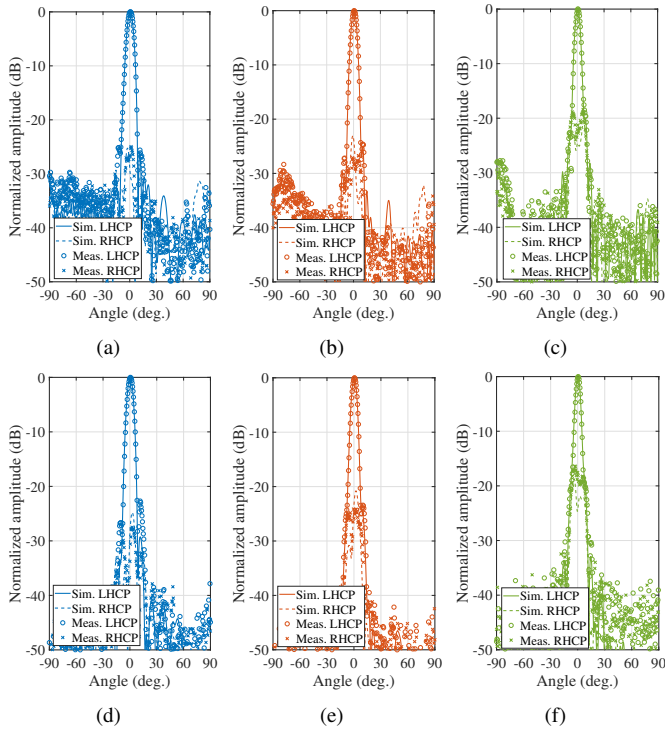 0
-10
-20
-30
-40
-50
Normalized amplitude (dB)
Sim. LHCP
Sim. RHCP
Meas. LHCP
Meas. RHCP
-90 -60 -30 0 30 60 90
Angle (deg.)
(a)
0
-10
-20
-30
-40
-50
Normalized amplitude (dB)
Sim. LHCP
Sim. RHCP
Meas. LHCP
Meas. RHCP
-90 -60 -30 0 30 60 90
Angle (deg.)
(b)
0
-10
-20
-30
-40
-50
Normalized amplitude (dB)
Sim. LHCP
Sim. RHCP
Meas. LHCP
Meas. RHCP
-90 -60 -30 0 30 60 90
Angle (deg.)
(c)
0
-10
-20
-30
-40
-50
Normalized amplitude (dB)
Sim. LHCP
Sim. RHCP
Meas. LHCP
Meas. RHCP
-90 -60 -30 0 30 60 90
Angle (deg.)
(d)
0
-10
-20
-30
-40
-50
Normalized amplitude (dB)
Sim. LHCP
Sim. RHCP
Meas. LHCP
Meas. RHCP
-90 -60 -30 0 30 60 90
Angle (deg.)
(e)
0
-10
-20
-30
-40
-50
Normalized amplitude (dB)
Sim. LHCP
Sim. RHCP
Meas. LHCP
Meas. RHCP
-90 -60 -30 0 30 60 90
Angle (deg.)
(f)